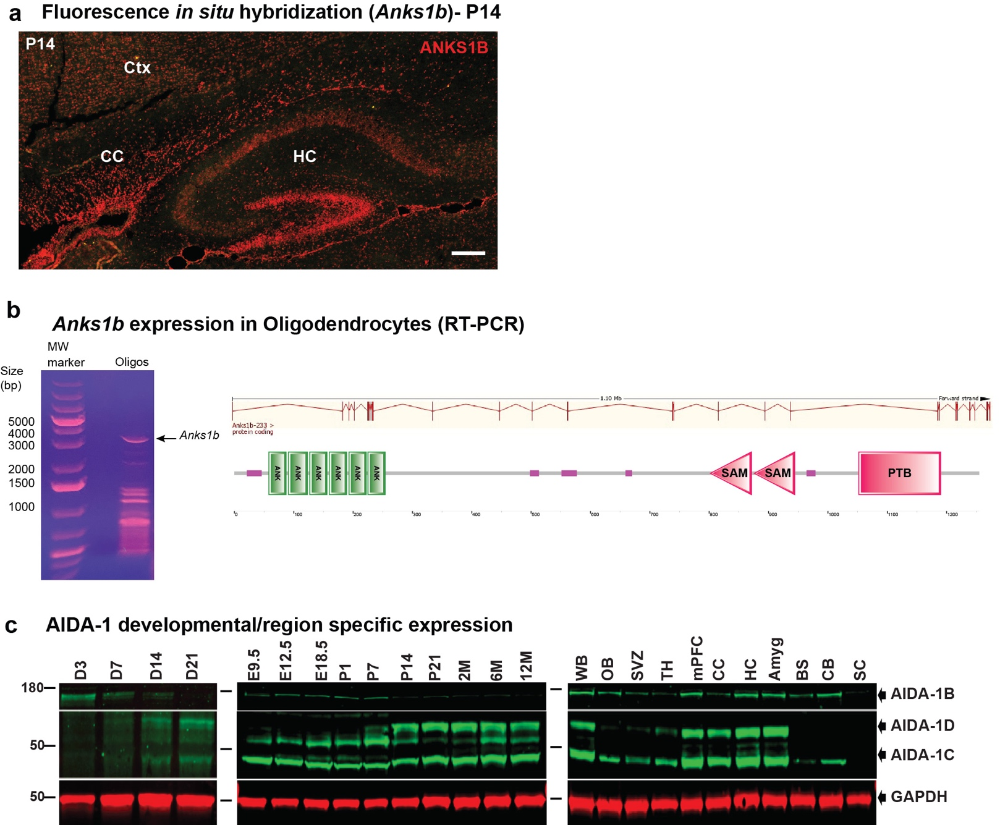 a Fluorescence in situ hybridization (Anks1b)- P14
P14
ANKS1B
Ctx
CC
HC
b
Anks1b expression in Oligodendrocytes (RT-PCR)
MW
marker
Oligos
Size
(bp)
5000
4000
3000
2000
1500
1000
Anks1b
1.10 Mb
Forward strand
Anks1b-233 >
protein coding
ANK ANK ANK ANK ANK ANK
SAM SAM PTB
0 100 200 300 400 500 600 700 800 900 1000 1100 1200
c AIDA-1 developmental/region specific expression
D3 D7 D14 D21
E9.5 E12.5 E18.5 P1 P7 P14 P21 2M 6M 12M
WB OB SVZ TH mPFC CC HC Amyg BS CB SC
180
AIDA-1B
AIDA-1D
50
AIDA-1C
50
GAPDH